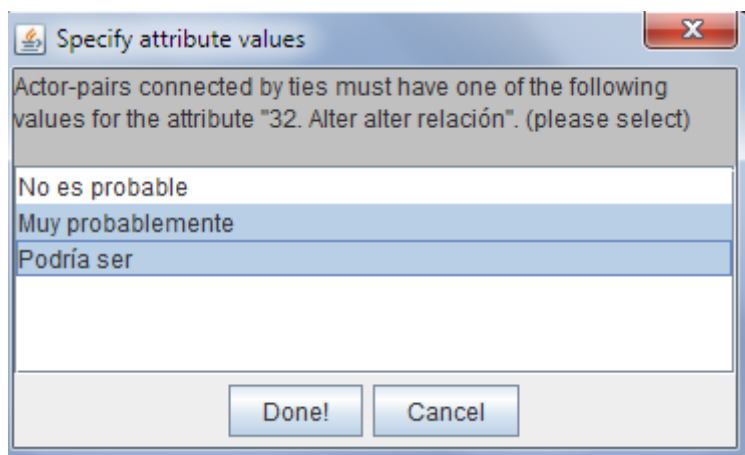 Specify attribute values
Actor-pairs connected by ties must have one of the following
values for the attribute "32. Alter alter relación". (please select)
No es probable
Muy probablemente
Podría ser
Done!
Cancel